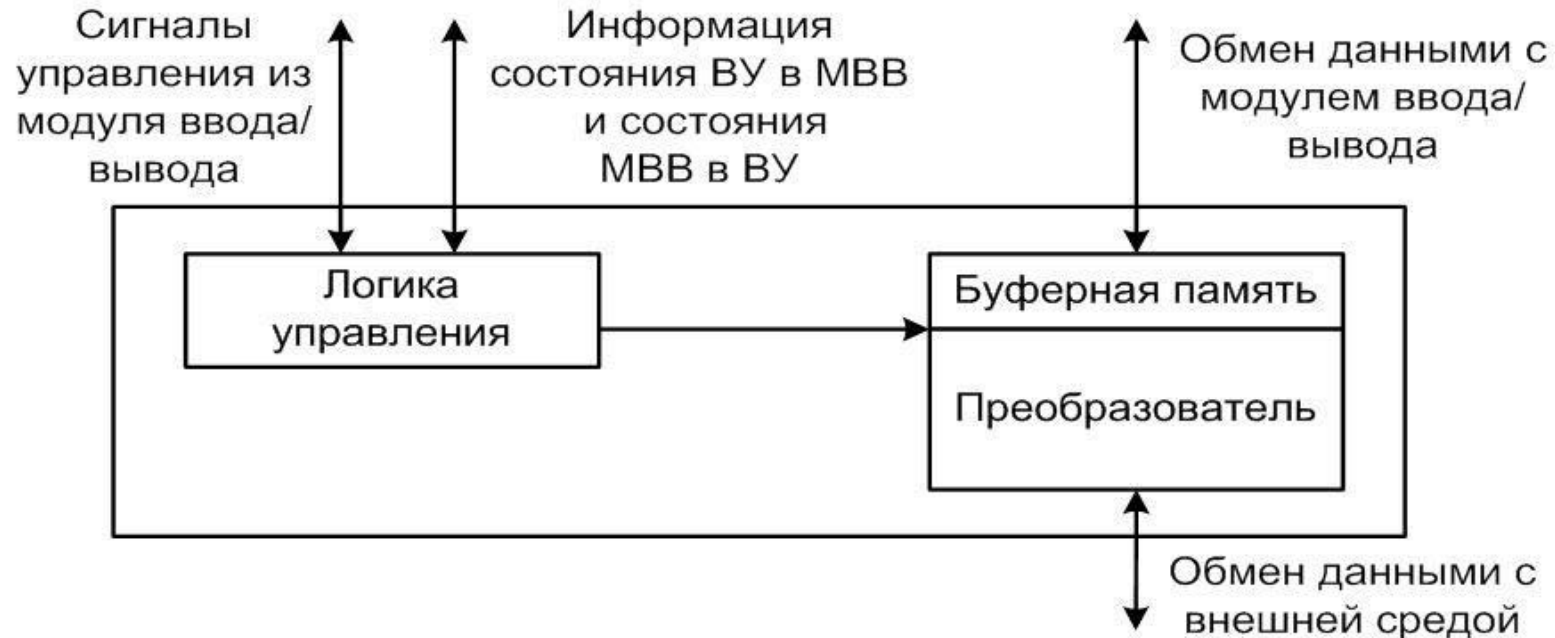 Сигналы
управления из
модуля ввода/
вывода
Информация
состояния ВУ в МВВ
и состояния
МВВ в ВУ
Обмен данными с
модулем ввода/
вывода
Логика
управления
Буферная память
Преобразователь
Обмен данными с
внешней средой